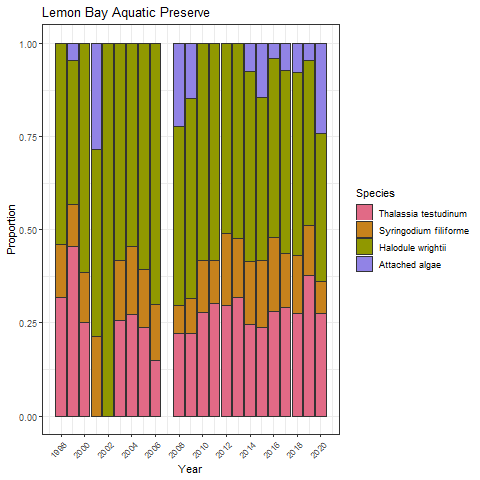 Lemon Bay Aquatic Preserve
1.00
0.75
0.50
0.25
0.00
Proportion
1998
2000
2002
2004
2006
2008
2010
2012
2014
2016
2018
2020
Year
Species
Thalassia testudinum
Syringodium filiforme
Halodule wrightii
Attached algae